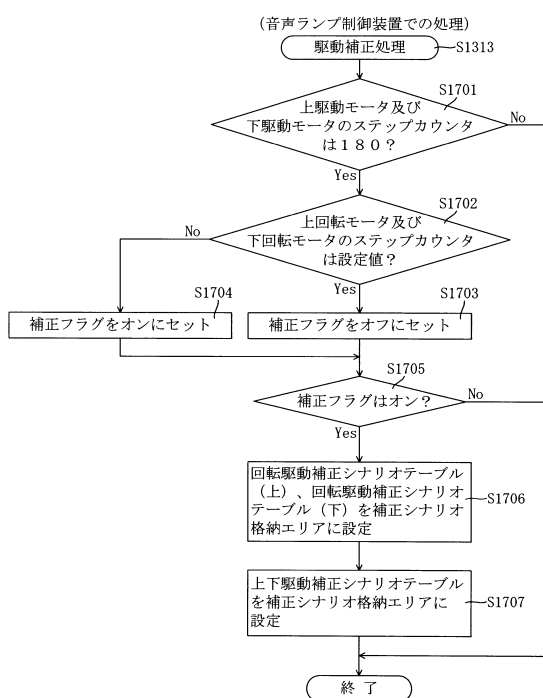 (音声ランプ制御装置での処理)
駆動補正処理
S1313
S1701
上駆動モータ及び
下駆動モータのステップカウンタ
は180?
No
Yes
S1702
上回転モータ及び
下回転モータのステップカウンタ
は設定値?
No
Yes
S1704
S1703
補正フラグをオンにセット
補正フラグをオフにセット
S1705
補正フラグはオン?
No
Yes
回転駆動補正シナリオテーブル
(上)、回転駆動補正シナリオ
テーブル(下)を補正シナリオ
格納エリアに設定
S1706
上下駆動補正シナリオテーブル
を補正シナリオ格納エリアに
設定
S1707
終 了